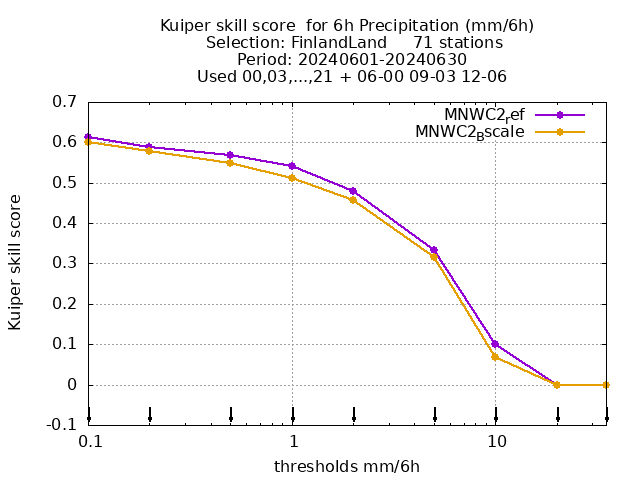 Kuiper skill score  for 6h Precipitation (mm/6h)
Selection: FinlandLand     71 stations
Period: 20240601-20240630
Used 00,03,...,21 + 06-00 09-03 12-06
MNWC2ref
MNWC2Bscale
0.7
0.6
0.5
0.4
0.3
0.2
0.1
0
-0.1
Kuiper skill score
0.1 1 10
thresholds mm/6h